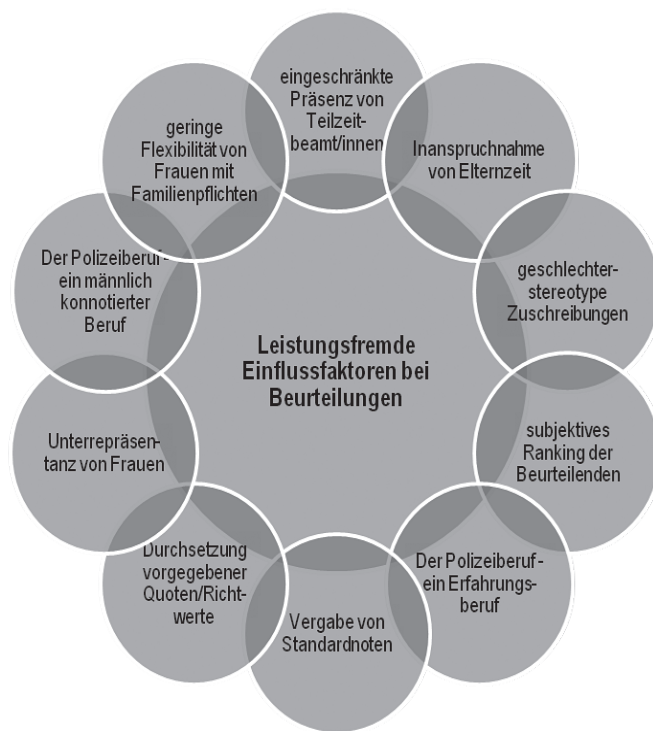 eingeschränkte
Präsenz von
Teilzeit-
beamt/innen
Inanspruchnahme
von Elternzeit
geschlechter-
stereotype
Zuschreibungen
subjektives
Ranking der
Beurteilenden
Der Polizeiberuf -
ein Erfahrungs-
beruf
Vergabe von
Standardnoten
Durchsetzung
vorgegebener
Quoten/Richt-
werte
Unterrepräsen-
tanz von Frauen
Der Polizeiberuf -
ein männlich
konnotierter
Beruf
geringe
Flexibilität von
Frauen mit
Familienpflichten
Leistungsfremde
Einflussfaktoren bei
Beurteilungen